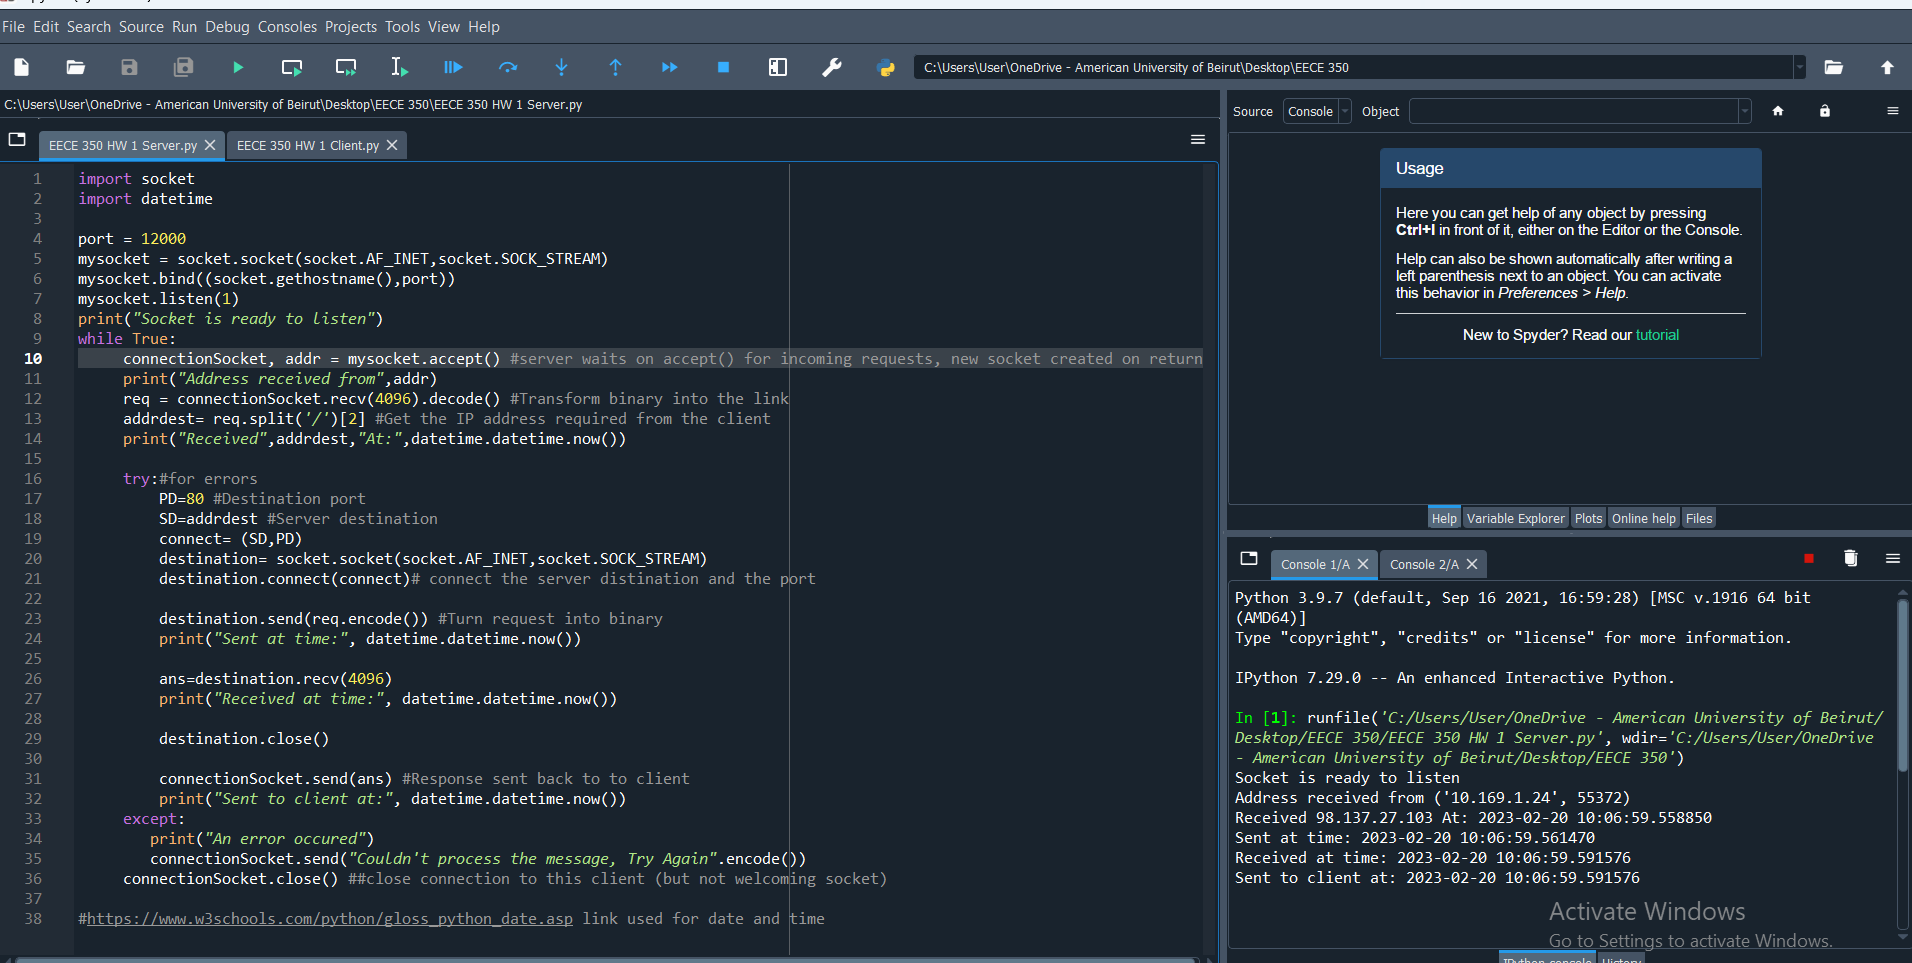 File Edit Search Source Run Debug Consoles Projects Tools View Help
C:\Users\User\OneDrive - American University of Beirut\Desktop\EECE 350
C:\Users\User\OneDrive - American University of Beirut\Desktop\EECE 350\EECE 350 HW 1 Server.py
EECE 350 HW 1 Server.py EECE 350 HW 1 Client.py
1 import socket
2 import datetime
3
4 port = 12000
5 mysocket = socket.socket(socket.AF_INET,socket.SOCK_STREAM)
6 mysocket.bind((socket.gethostname(),port))
7 mysocket.listen(1)
8 print("Socket is ready to listen")
9 while True:
10 connectionSocket, addr = mysocket.accept() #server waits on accept() for incoming requests, new socket created on return
11 print("Address received from",addr)
12 req = connectionSocket.recv(4096).decode() #Transform binary into the link
13 addrdest= req.split('/')[2] #Get the IP address required from the client
14 print("Received",addrdest,"At:",datetime.datetime.now())
15
16 try:#for errors
17 PD=80 #Destination port
18 SD=addrdest #Server destination
19 connect= (SD,PD)
20 destination= socket.socket(socket.AF_INET,socket.SOCK_STREAM)
21 destination.connect(connect)# connect the server distination and the port
22
23 destination.send(req.encode()) #Turn request into binary
24 print("Sent at time:", datetime.datetime.now())
25
26 ans=destination.recv(4096)
27 print("Received at time:", datetime.datetime.now())
28
29 destination.close()
30
31 connectionSocket.send(ans) #Response sent back to to client
32 print("Sent to client at:", datetime.datetime.now())
33 except:
34 print("An error occured")
35 connectionSocket.send("Couldn't process the message, Try Again".encode())
36 connectionSocket.close() ##close connection to this client (but not welcoming socket)
37
38 #https://www.w3schools.com/python/gloss_python_date.asp link used for date and time
Source Console Object
Usage
Here you can get help of any object by pressing
Ctrl+I in front of it, either on the Editor or the Console.
Help can also be shown automatically after writing a
left parenthesis next to an object. You can activate
this behavior in Preferences > Help.
New to Spyder? Read our tutorial
Help Variable Explorer Plots Online help Files
Console 1/A Console 2/A
Python 3.9.7 (default, Sep 16 2021, 16:59:28) [MSC v.1916 64 bit
(AMD64)]
Type "copyright", "credits" or "license" for more information.
IPython 7.29.0 -- An enhanced Interactive Python.
In [1]: runfile('C:/Users/User/OneDrive - American University of Beirut/
Desktop/EECE 350/EECE 350 HW 1 Server.py', wdir='C:/Users/User/OneDrive
- American University of Beirut/Desktop/EECE 350')
Socket is ready to listen
Address received from ('10.169.1.24', 55372)
Received 98.137.27.103 At: 2023-02-20 10:06:59.558850
Sent at time: 2023-02-20 10:06:59.561470
Received at time: 2023-02-20 10:06:59.591576
Sent to client at: 2023-02-20 10:06:59.591576
Activate Windows
Go to Settings to activate Windows.
IPython console History